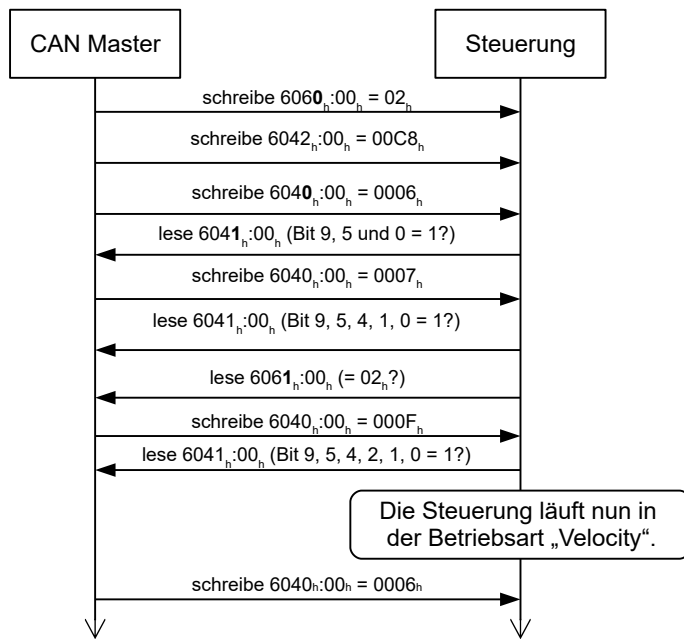 CAN Master
Steuerung
schreibe 6060ₕ:00ₕ = 02ₕ
schreibe 6042ₕ:00ₕ = 00C8ₕ
schreibe 6040ₕ:00ₕ = 0006ₕ
lese 6041ₕ:00ₕ (Bit 9, 5 und 0 = 1?)
schreibe 6040ₕ:00ₕ = 0007ₕ
lese 6041ₕ:00ₕ (Bit 9, 5, 4, 1, 0 = 1?)
lese 6061ₕ:00ₕ (= 02ₕ?)
schreibe 6040ₕ:00ₕ = 000Fₕ
lese 6041ₕ:00ₕ (Bit 9, 5, 4, 2, 1, 0 = 1?)
Die Steuerung läuft nun in
der Betriebsart „Velocity“.
schreibe 6040ₕ:00ₕ = 0006ₕ